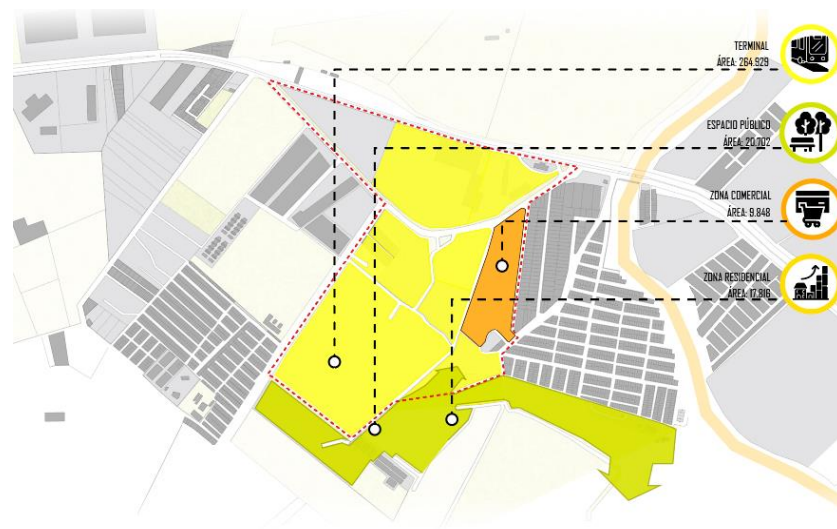 TERMINAL
ÁREA: 264.929
ESPACIO PÚBLICO
ÁREA: 20.702
ZONA COMERCIAL
ÁREA: 9.848
ZONA RESIDENCIAL
ÁREA: 17.816